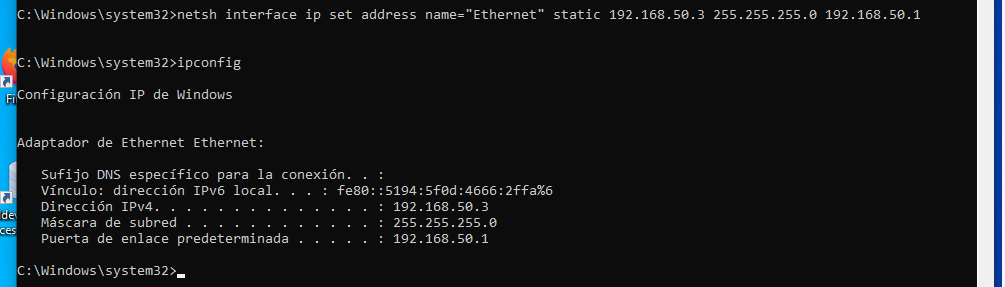 C:\Windows\system32>netsh interface ip set address name="Ethernet" static 192.168.50.3 255.255.255.0 192.168.50.1
C:\Windows\system32>ipconfig
Configuración IP de Windows
Adaptador de Ethernet Ethernet:
Sufijo DNS específico para la conexión. . :
Vínculo: dirección IPv6 local. . . : fe80::5194:5f0d:4666:2ffa%6
Dirección IPv4. . . . . . . . . . . . . . : 192.168.50.3
Máscara de subred . . . . . . . . . . . . : 255.255.255.0
Puerta de enlace predeterminada . . . . . : 192.168.50.1
C:\Windows\system32>